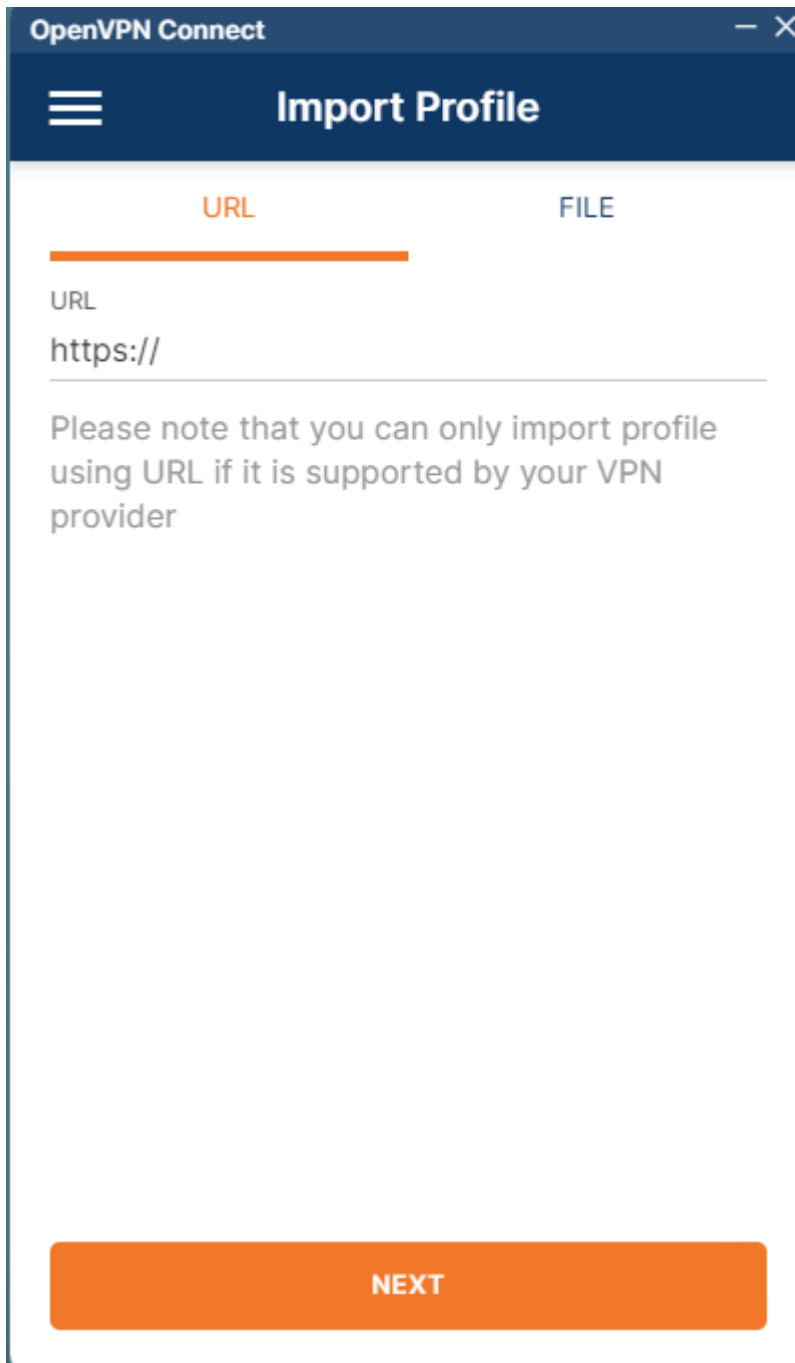 OpenVPN Connect
Import Profile
URL
FILE
URL
https://
Please note that you can only import profile
using URL if it is supported by your VPN
provider
NEXT